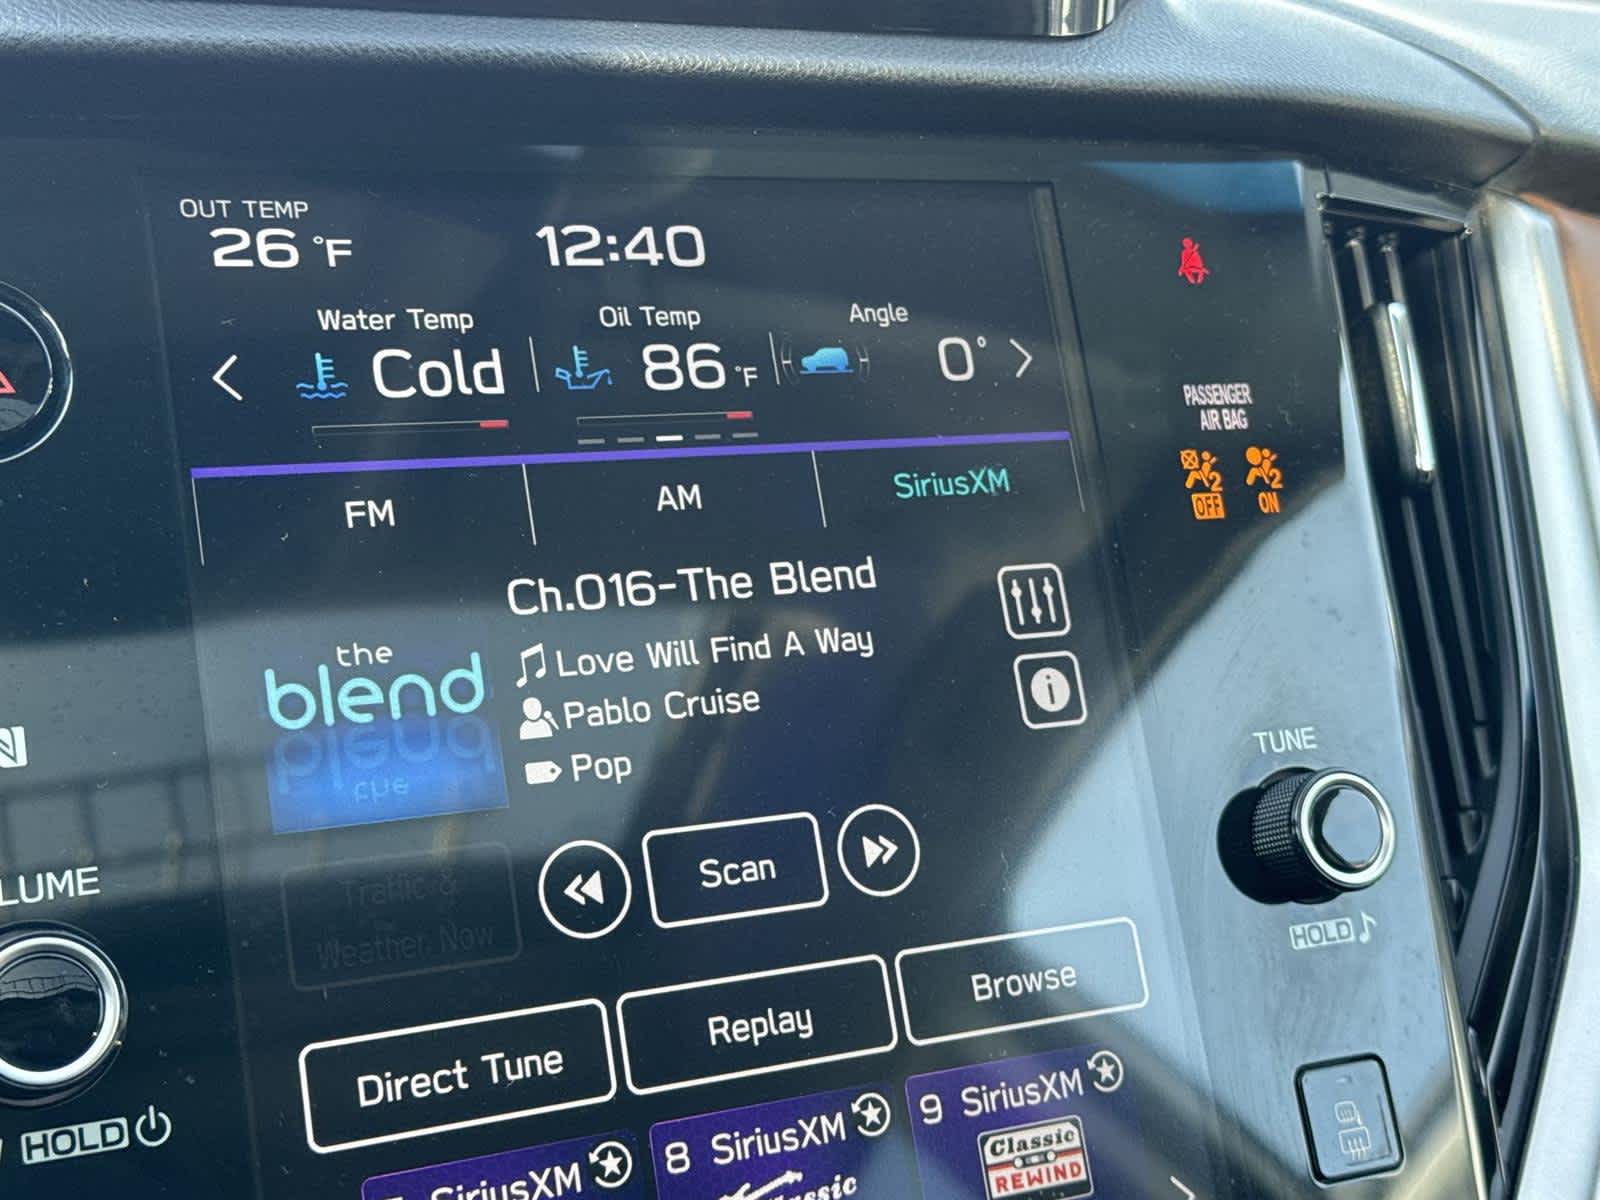 OUT TEMP
26 °F
12:40
Water Temp
Cold
Oil Temp
86 °F
Angle
0°
PASSENGER
AIR BAG
2
OFF
2
ON
FM
AM
SiriusXM
Ch.016-The Blend
Love Will Find A Way
Pablo Cruise
Pop
the
blend
Traffic &
Weather Now
Scan
TUNE
HOLD
LUME
HOLD
Direct Tune
Replay
Browse
SiriusXM
8 SiriusXM
9 SiriusXM
Classic
REWIND